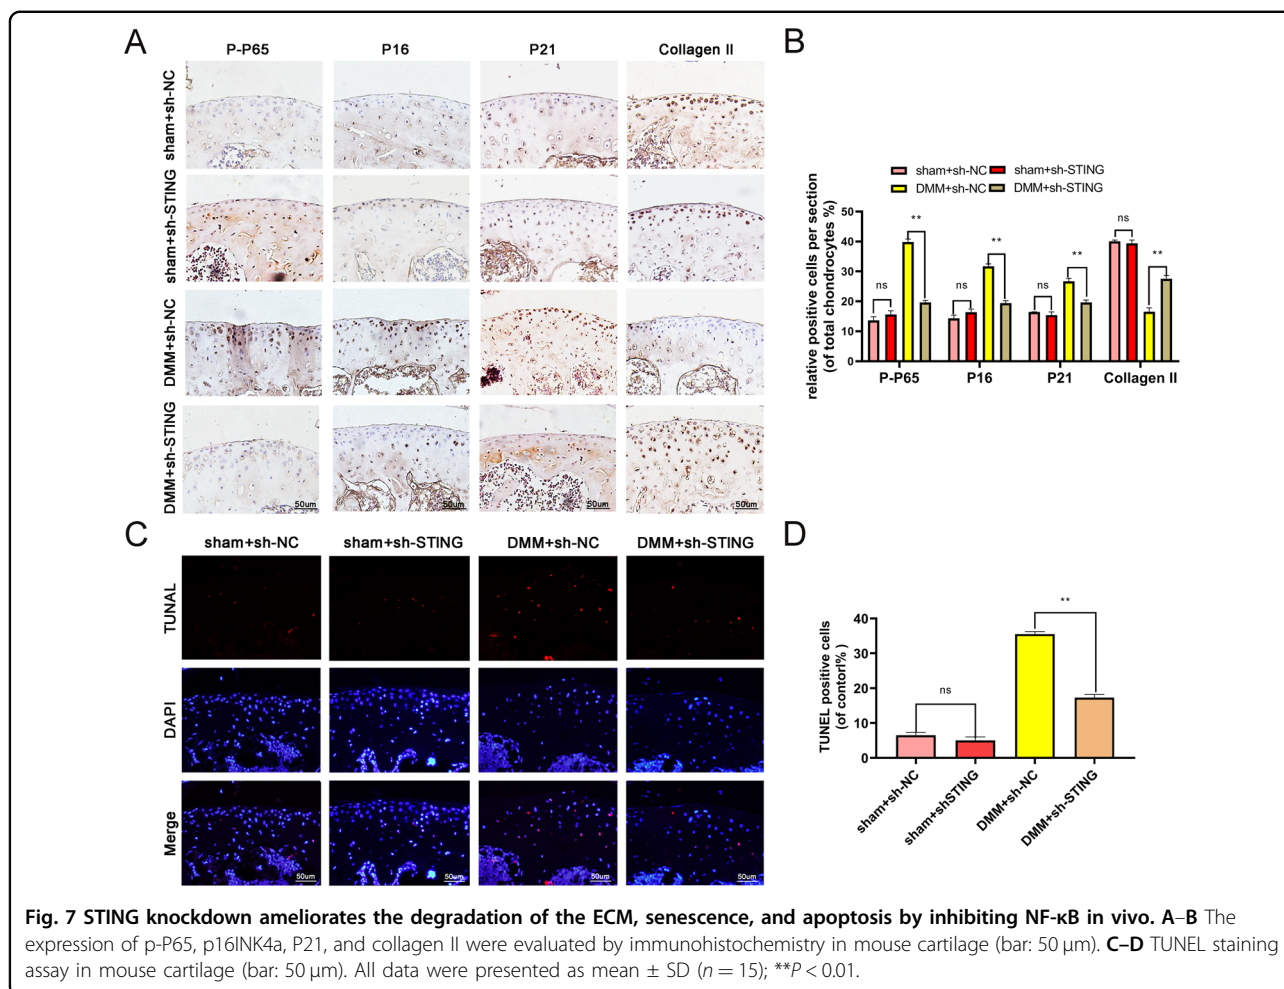 A
P-P65 P16 P21 Collagen II
sham+sh-NC
sham+sh-STING
DMM+sh-NC
DMM+sh-STING
50um 50um 50um 50um
B
sham+sh-NC sham+sh-STING
DMM+sh-NC DMM+sh-STING
relative positive cells per section
(of total chondrocytes %)
50
40
30
20
10
0
ns ** ns ** ns ** ns **
P-P65 P16 P21 Collagen II
C
sham+sh-NC sham+sh-STING DMM+sh-NC DMM+sh-STING
TUNAL
DAPI
Merge
50um 50um 50um 50um
D
TUNEL positive cells
(of contorl%)
40
30
20
10
0
ns **
sham+sh-NC
sham+shSTING
DMM+sh-NC
DMM+sh-STING
Fig. 7 STING knockdown ameliorates the degradation of the ECM, senescence, and apoptosis by inhibiting NF-κB in vivo. A–B The
expression of p-P65, p16INK4a, P21, and collagen II were evaluated by immunohistochemistry in mouse cartilage (bar: 50 μm). C–D TUNEL staining
assay in mouse cartilage (bar: 50 μm). All data were presented as mean ± SD (n = 15); **P < 0.01.